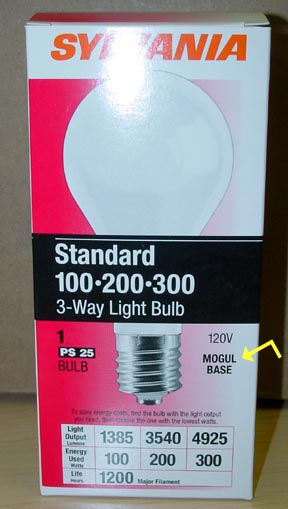 SYLVANIA
Standard
100•200•300
3-Way Light Bulb
1
PS 25
BULB
120V
MOGUL
BASE
To save energy costs, find the bulb with the light output
you need, then choose the one with the lowest watts.
Light
Output
Lumens
1385 3540 4925
Energy
Used
Watts
100 200 300
Life
Hours
1200 Major Filament